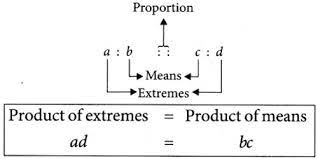 Proportion
a : b :: c : d
Means
Extremes
Product of extremes = Product of means
ad = bc